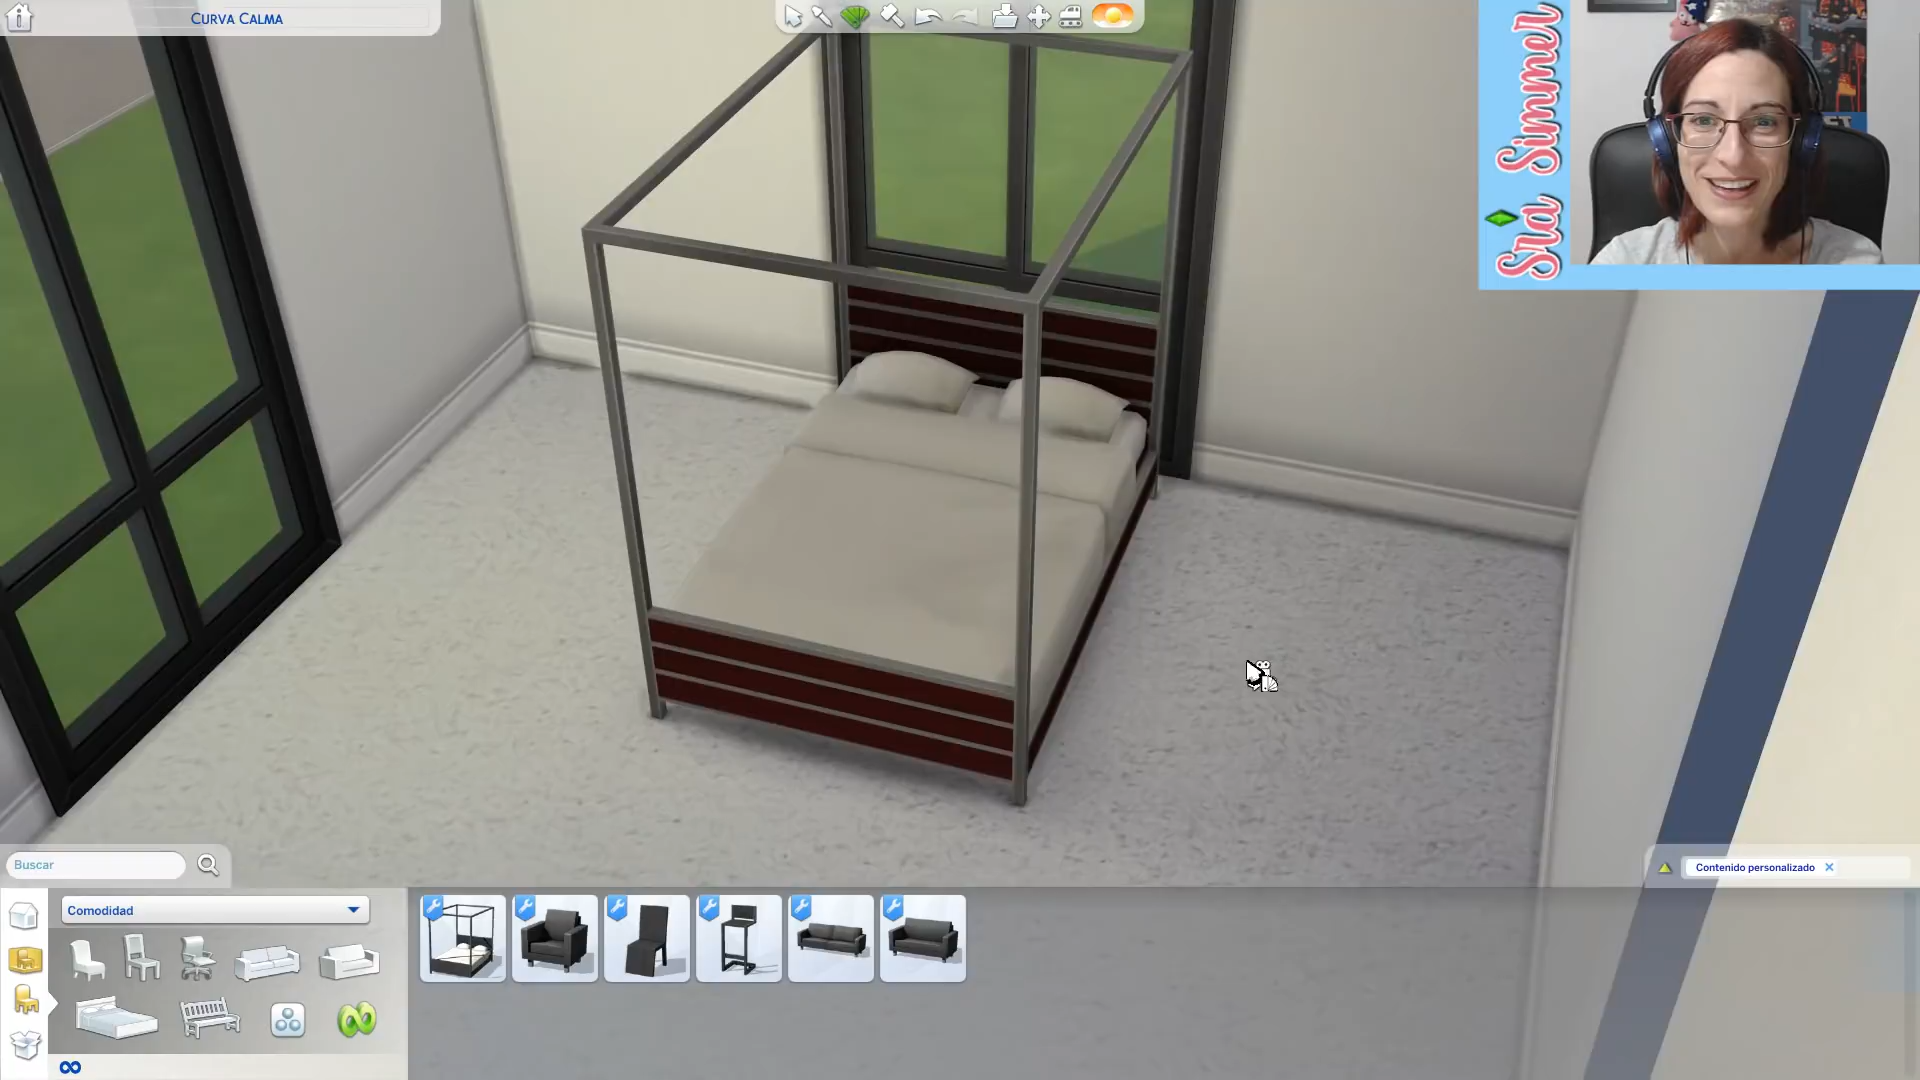 CURVA CALMA
Sra Simmer
Buscar
Contenido personalizado
Comodidad